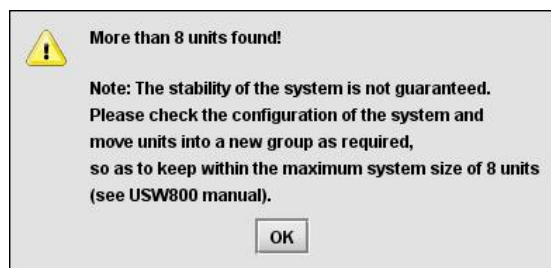 More than 8 units found!
Note: The stability of the system is not guaranteed.
Please check the configuration of the system and
move units into a new group as required,
so as to keep within the maximum system size of 8 units
(see USW800 manual).
OK